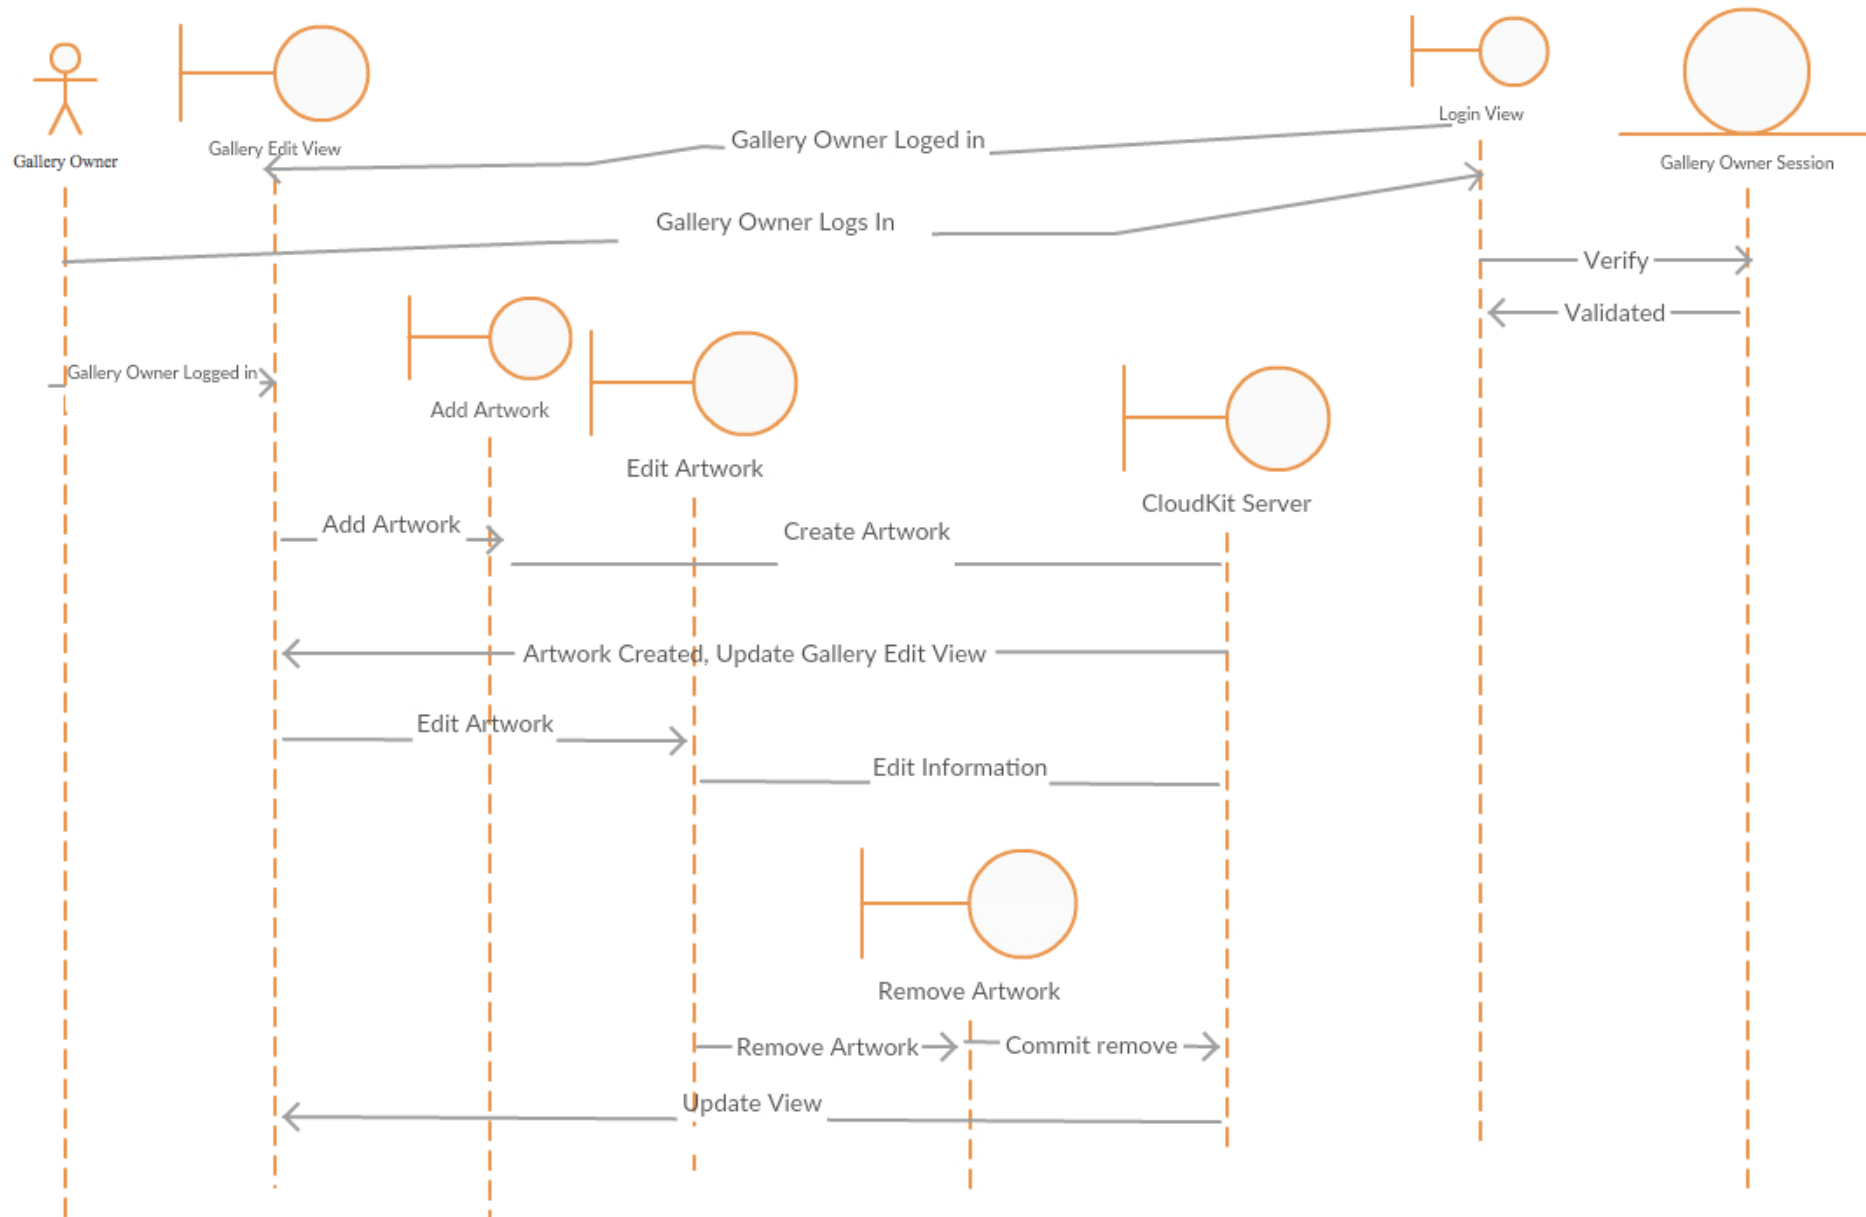 Login View
Gallery Owner Loged in
Gallery Edit View
Gallery Owner
Gallery Owner Session
Gallery Owner Logs In
Verify
Validated
Gallery Owner Logged in
Add Artwork
Edit Artwork
CloudKit Server
Add Artwork
Create Artwork
Artwork Created, Update Gallery Edit View
Edit Artwork
Edit Information
Remove Artwork
Remove Artwork
Commit remove
Update View